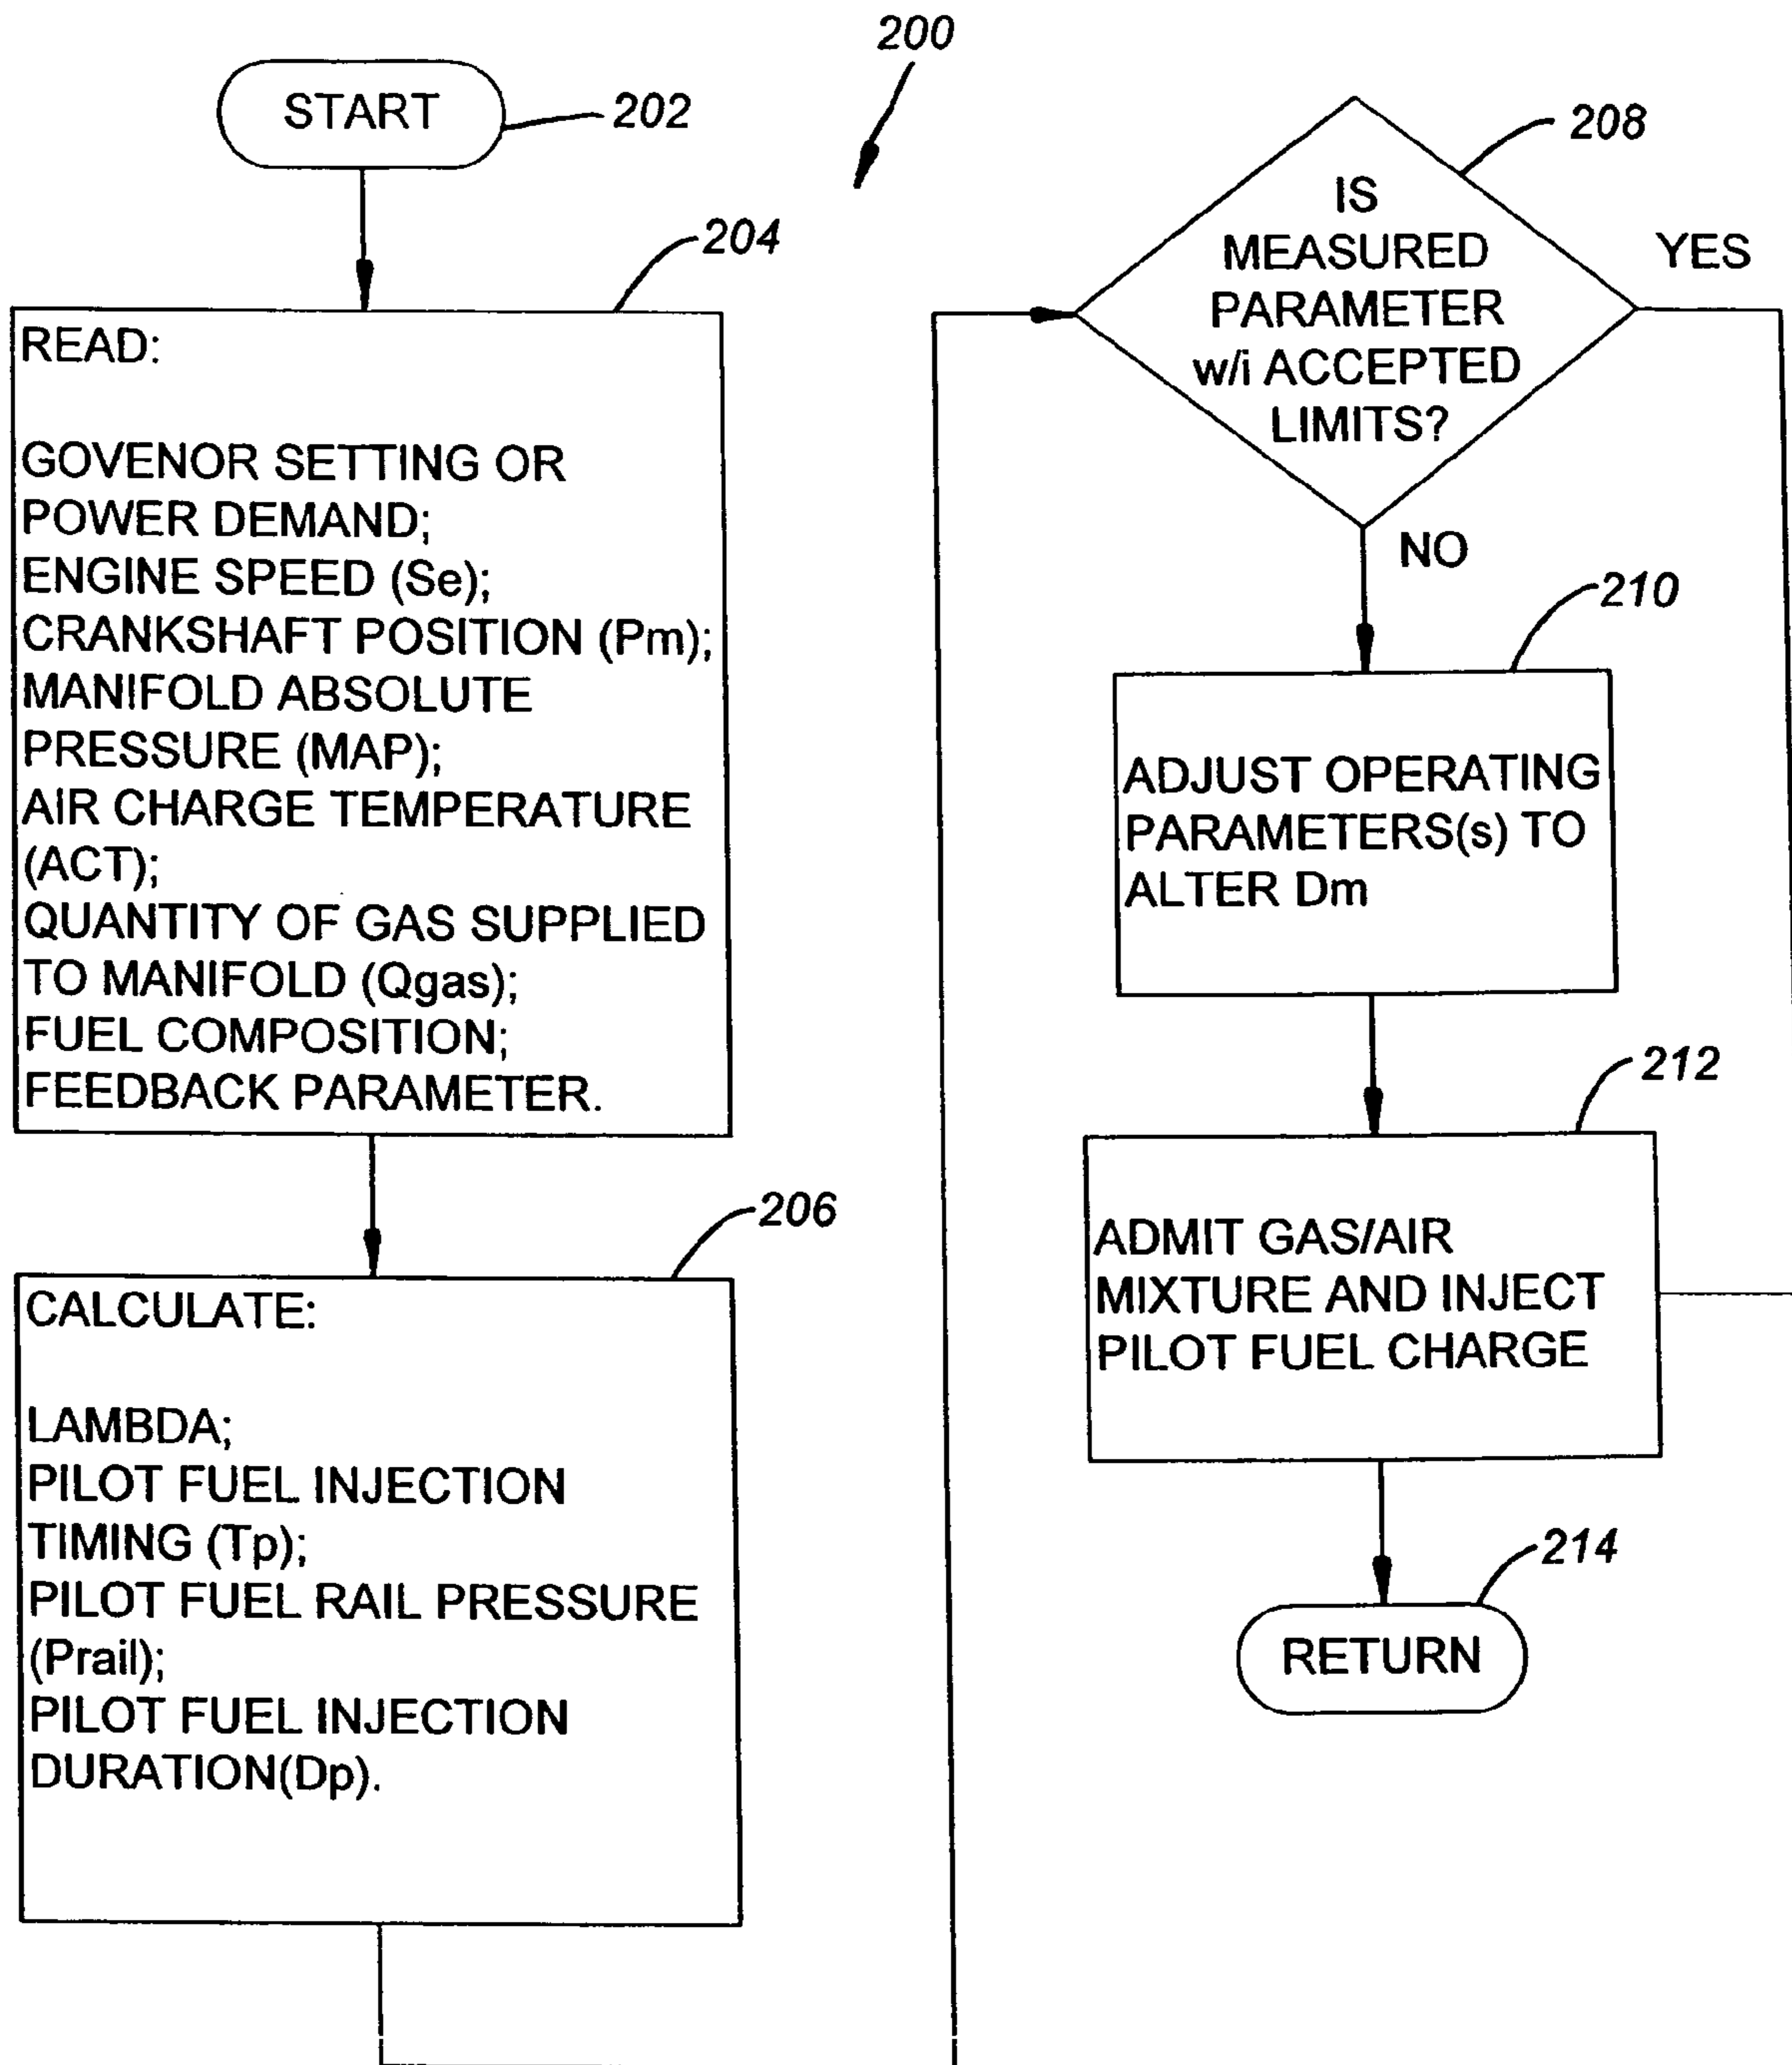 200
START
202
204
READ:
GOVENOR SETTING OR
POWER DEMAND;
ENGINE SPEED (Se);
CRANKSHAFT POSITION (Pm);
MANIFOLD ABSOLUTE
PRESSURE (MAP);
AIR CHARGE TEMPERATURE
(ACT);
QUANTITY OF GAS SUPPLIED
TO MANIFOLD (Qgas);
FUEL COMPOSITION;
FEEDBACK PARAMETER.
206
CALCULATE:
LAMBDA;
PILOT FUEL INJECTION
TIMING (Tp);
PILOT FUEL RAIL PRESSURE
(Prail);
PILOT FUEL INJECTION
DURATION(Dp).
208
IS
MEASURED
PARAMETER
w/i ACCEPTED
LIMITS?
YES
NO
210
ADJUST OPERATING
PARAMETERS(s) TO
ALTER Dm
212
ADMIT GAS/AIR
MIXTURE AND INJECT
PILOT FUEL CHARGE
214
RETURN